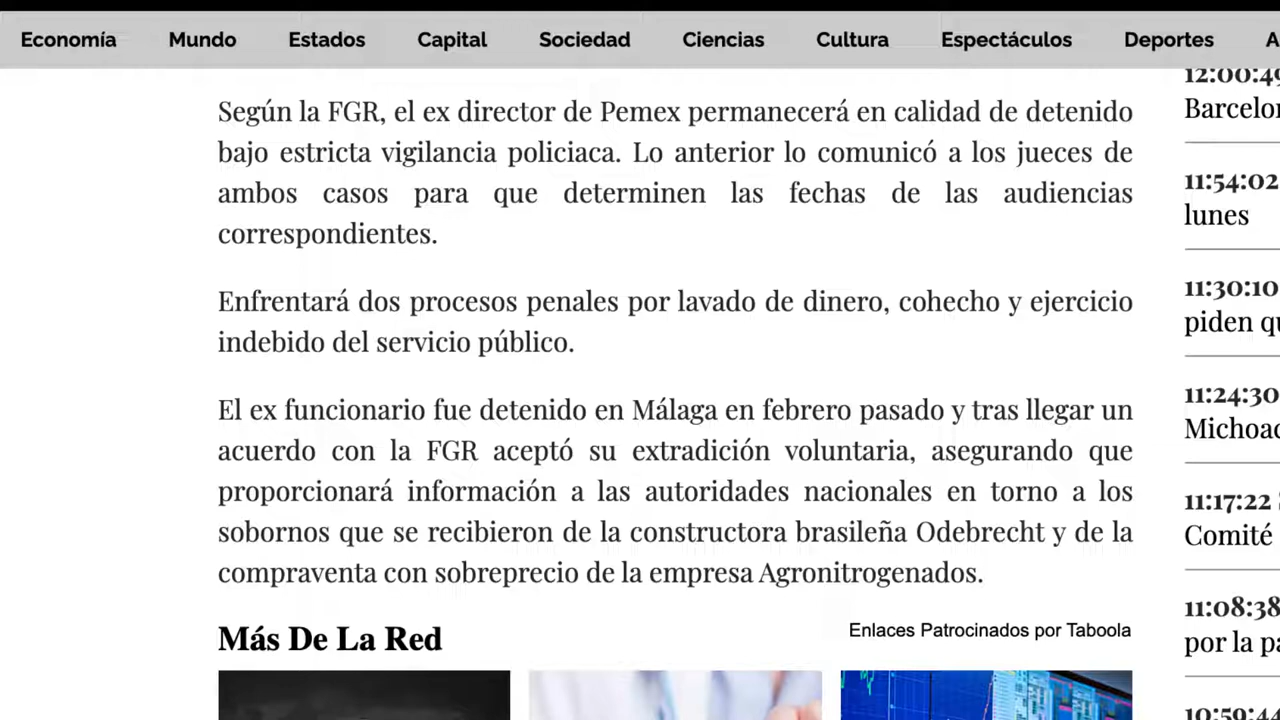 Economía Mundo Estados Capital Sociedad Ciencias Cultura Espectáculos Deportes
Según la FGR, el ex director de Pemex permanecerá en calidad de detenido
bajo estricta vigilancia policiaca. Lo anterior lo comunicó a los jueces de
ambos casos para que determinen las fechas de las audiencias
correspondientes.
Enfrentará dos procesos penales por lavado de dinero, cohecho y ejercicio
indebido del servicio público.
El ex funcionario fue detenido en Málaga en febrero pasado y tras llegar un
acuerdo con la FGR aceptó su extradición voluntaria, asegurando que
proporcionará información a las autoridades nacionales en torno a los
sobornos que se recibieron de la constructora brasileña Odebrecht y de la
compraventa con sobreprecio de la empresa Agronitrogenados.
Más De La Red
Enlaces Patrocinados por Taboola
12:00:49
11:54:02
lunes
11:30:10
piden
11:24:30
11:17:22
Comité
11:08:38
por la
10:59:44